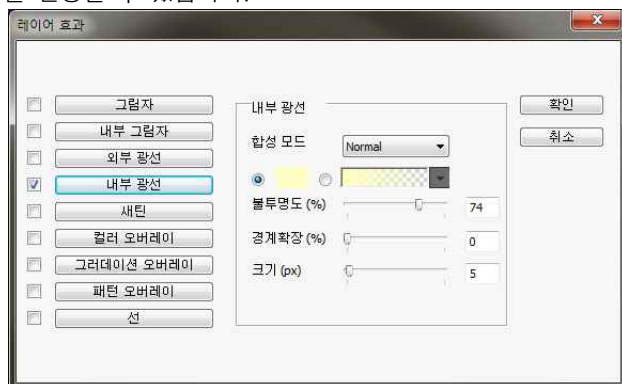 레이어 효과
그림자
내부 그림자
외부 광선
내부 광선
새틴
컬러 오버레이
그러데이션 오버레이
패턴 오버레이
선
내부 광선
합성 모드
Normal
불투명도 (%)
74
경계확장 (%)
0
크기 (px)
5
확인
취소